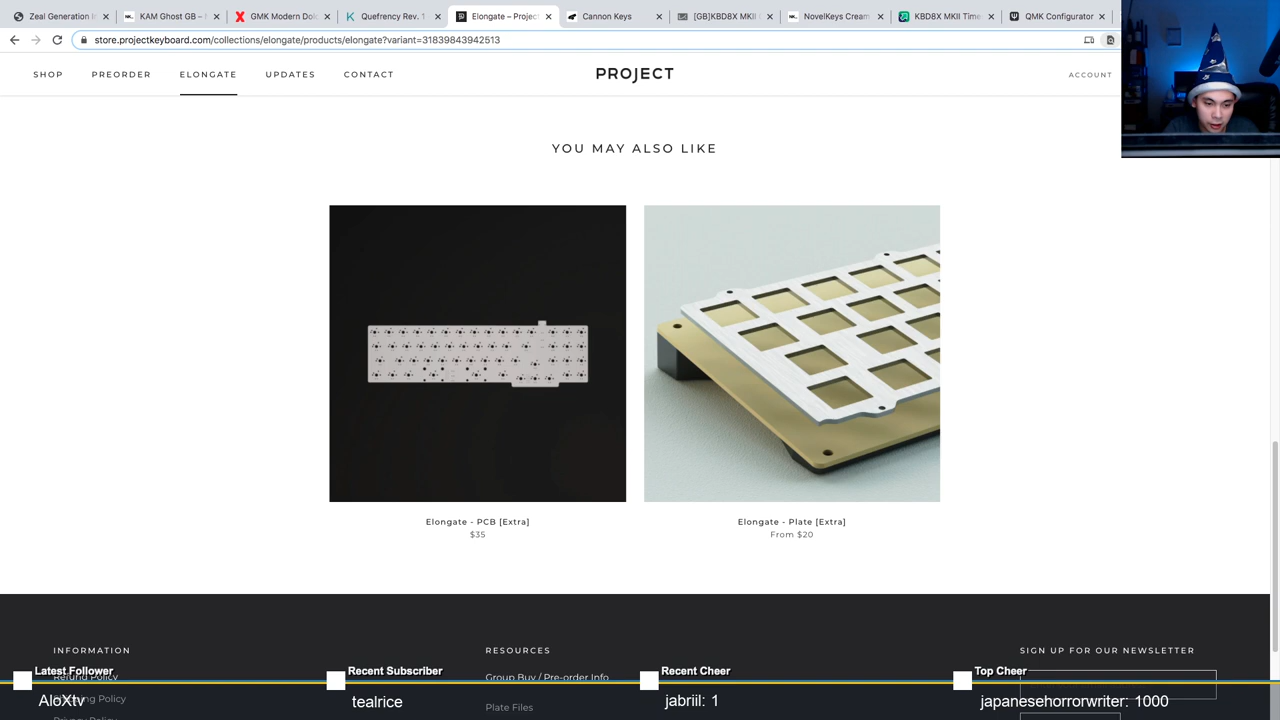 Zeal Generation In
KAM Ghost GB –
GMK Modern Dol
Quefrency Rev. 1
Elongate – Project
Cannon Keys
[GB]KBD8X MKII
NovelKeys Cream
KBD8X MKII Time
QMK Configurator
store.projectkeyboard.com/collections/elongate/products/elongate?variant=31839843942513
SHOP PREORDER ELONGATE UPDATES CONTACT
PROJECT
ACCOUNT
YOU MAY ALSO LIKE
Elongate - PCB [Extra]
$35
Elongate - Plate [Extra]
From $20
INFORMATION
RESOURCES
SIGN UP FOR OUR NEWSLETTER
Latest Follower
Recent Subscriber
Recent Cheer
Top Cheer
Refund Policy
Group Buy / Pre-order Info
AloXtv
tealrice
jabriil: 1
japanesehorrorwriter: 1000
Policy
Plate Files